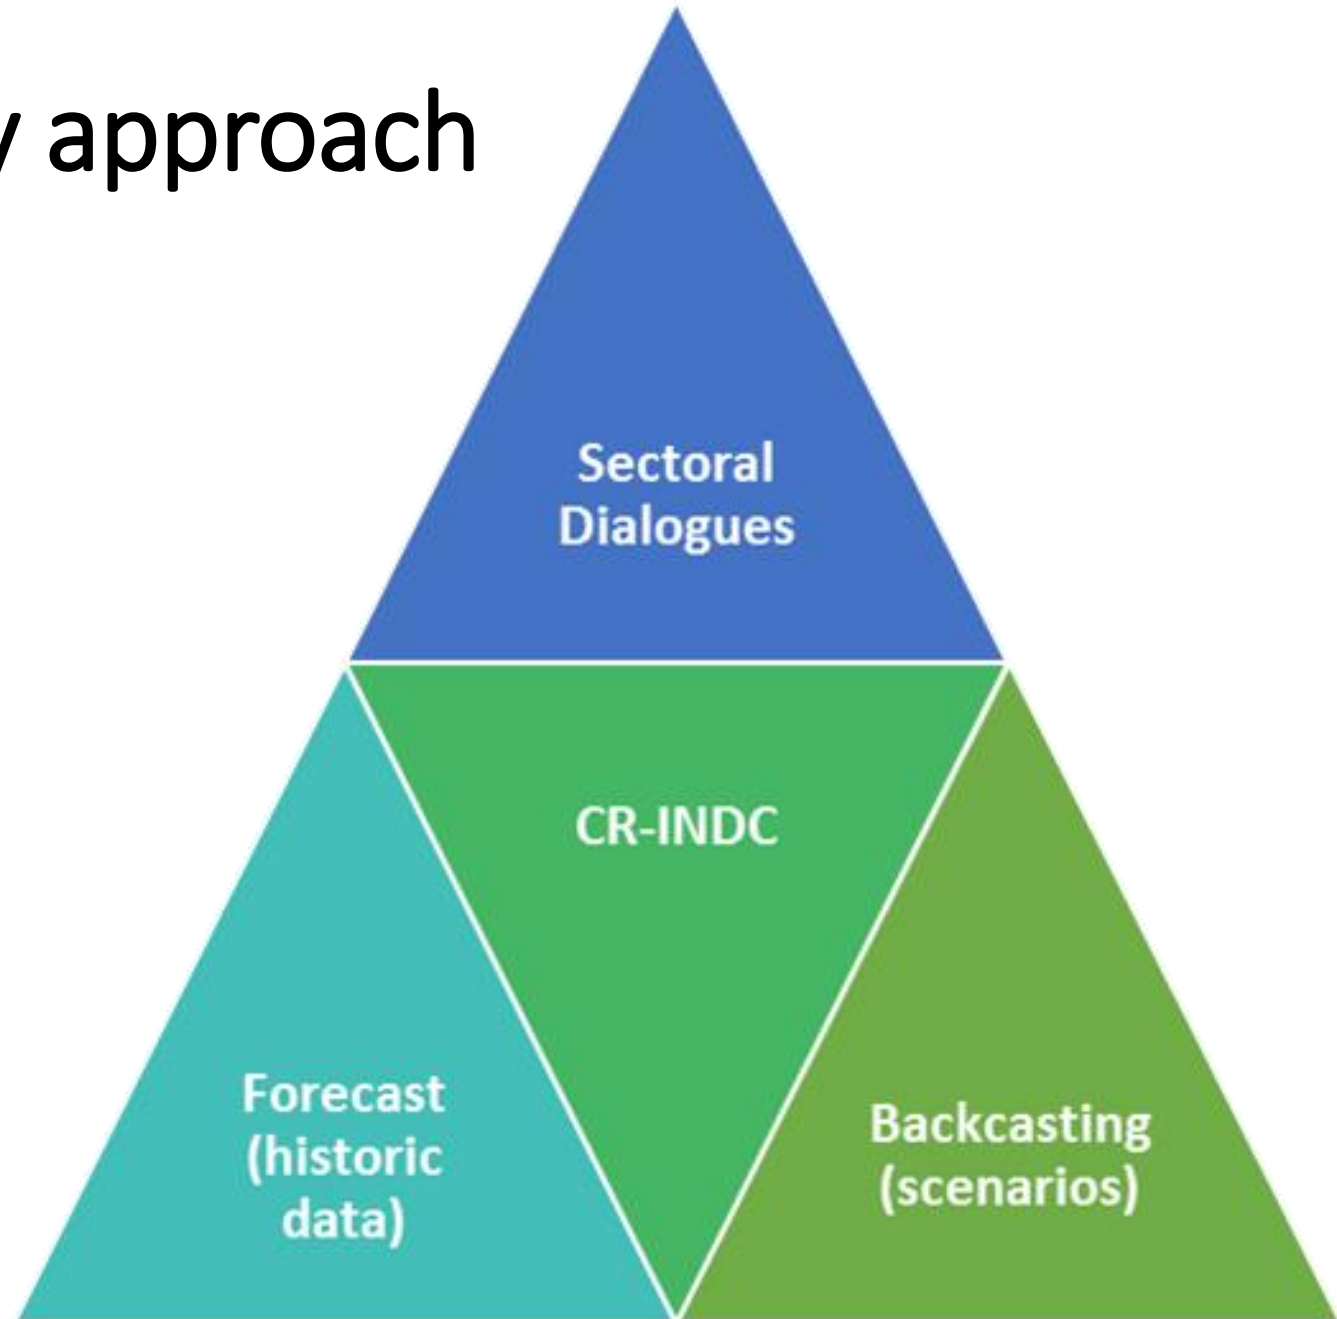 y approach
Sectoral
Dialogues
CR-INDC
Forecast
(historic
data)
Backcasting
(scenarios)